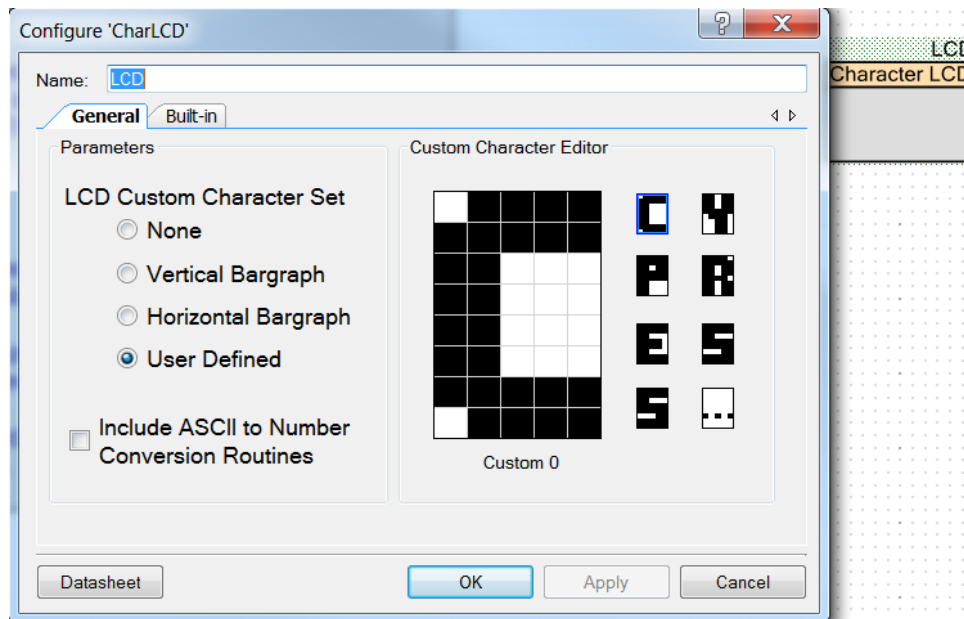 Configure 'CharLCD'
Name: LCD
General Built-in
Parameters
LCD Custom Character Set
None
Vertical Bargraph
Horizontal Bargraph
User Defined
Include ASCII to Number
Conversion Routines
Custom Character Editor
C Y
P R
E S
S ...
Custom 0
Datasheet OK Apply Cancel
LCD
Character LCD